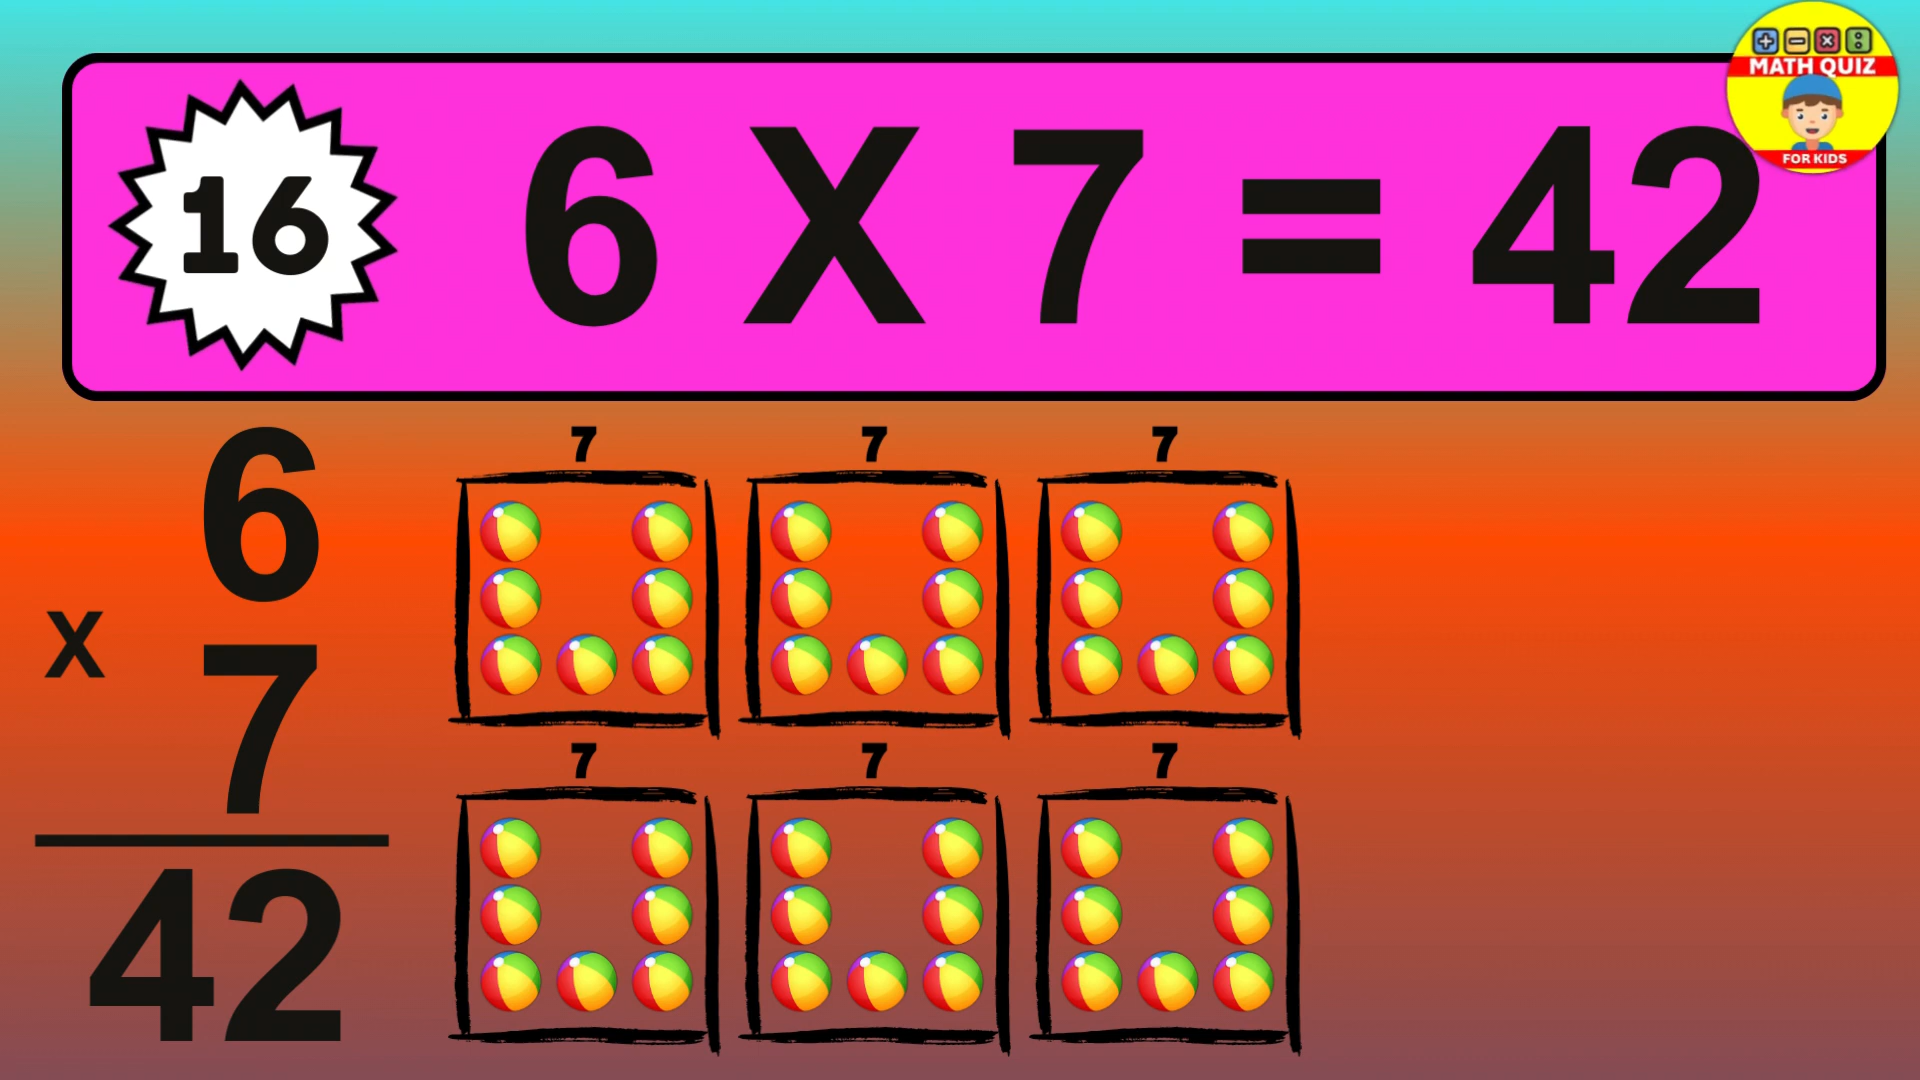 16
6 X 7 = 42
MATH QUIZ
FOR KIDS
6
x 7
42
7 7 7
7 7 7